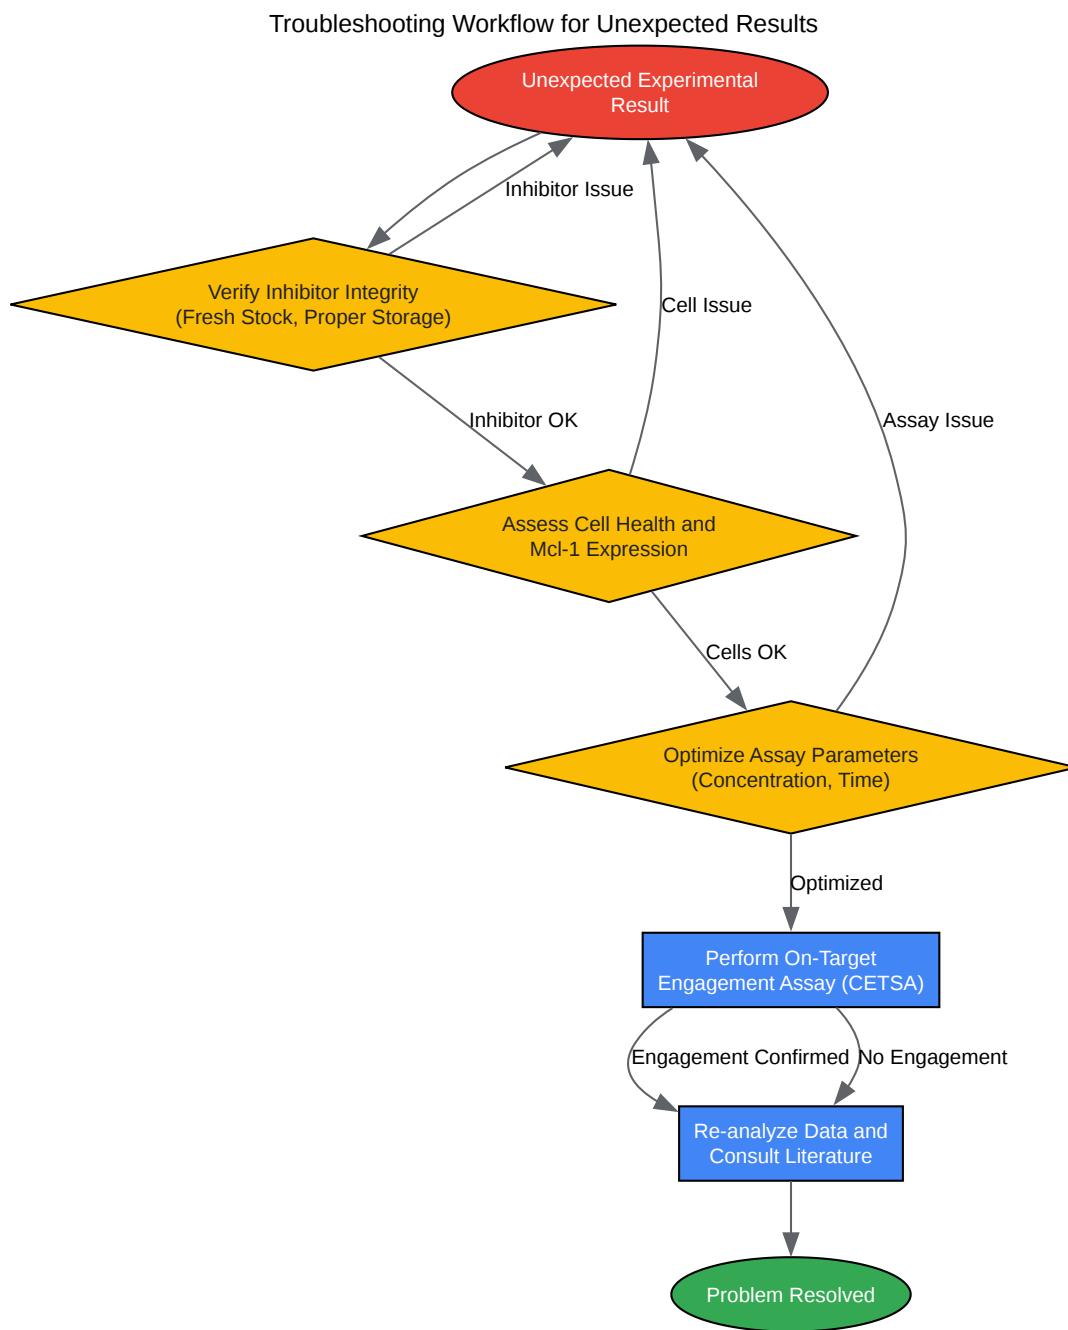 Troubleshooting Workflow for Unexpected Results
Unexpected Experimental
Result
Inhibitor Issue
Verify Inhibitor Integrity
(Fresh Stock, Proper Storage)
Cell Issue
Inhibitor OK
Assay Issue
Assess Cell Health and
Mcl-1 Expression
Cells OK
Optimize Assay Parameters
(Concentration, Time)
Optimized
Perform On-Target
Engagement Assay (CETSA)
Engagement Confirmed
No Engagement
Re-analyze Data and
Consult Literature
Problem Resolved